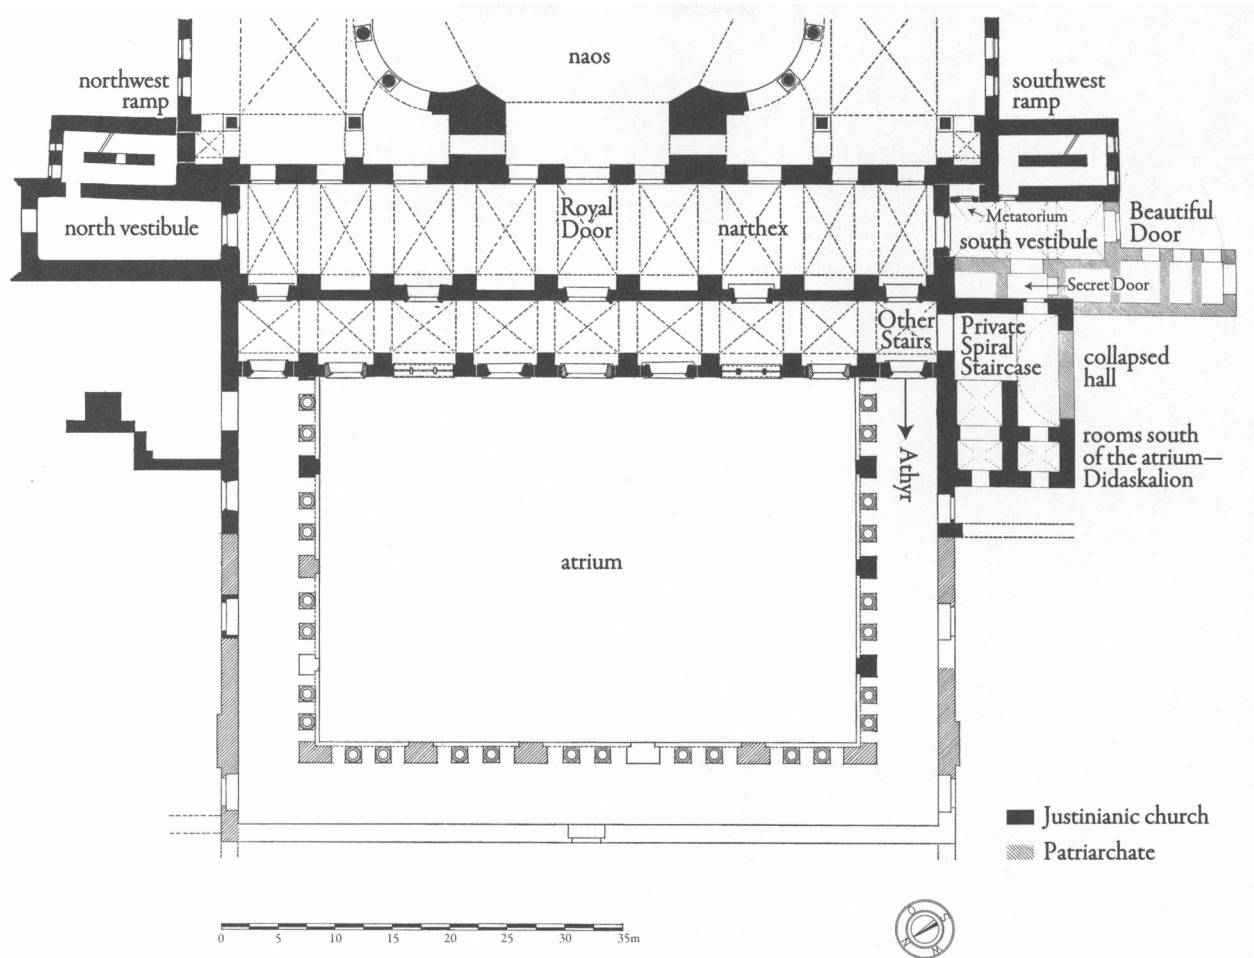 naos
northwest
ramp
southwest
ramp
north vestibule
Royal
Door
narthex
Metatorium
south vestibule
Beautiful
Door
Secret Door
Other
Stairs
Private
Spiral
Staircase
collapsed
hall
rooms south
of the atrium—
Didaskalion
Athyr
atrium
Justinianic church
Patriarchate
0 5 10 15 20 25 30 35m
O S
N W